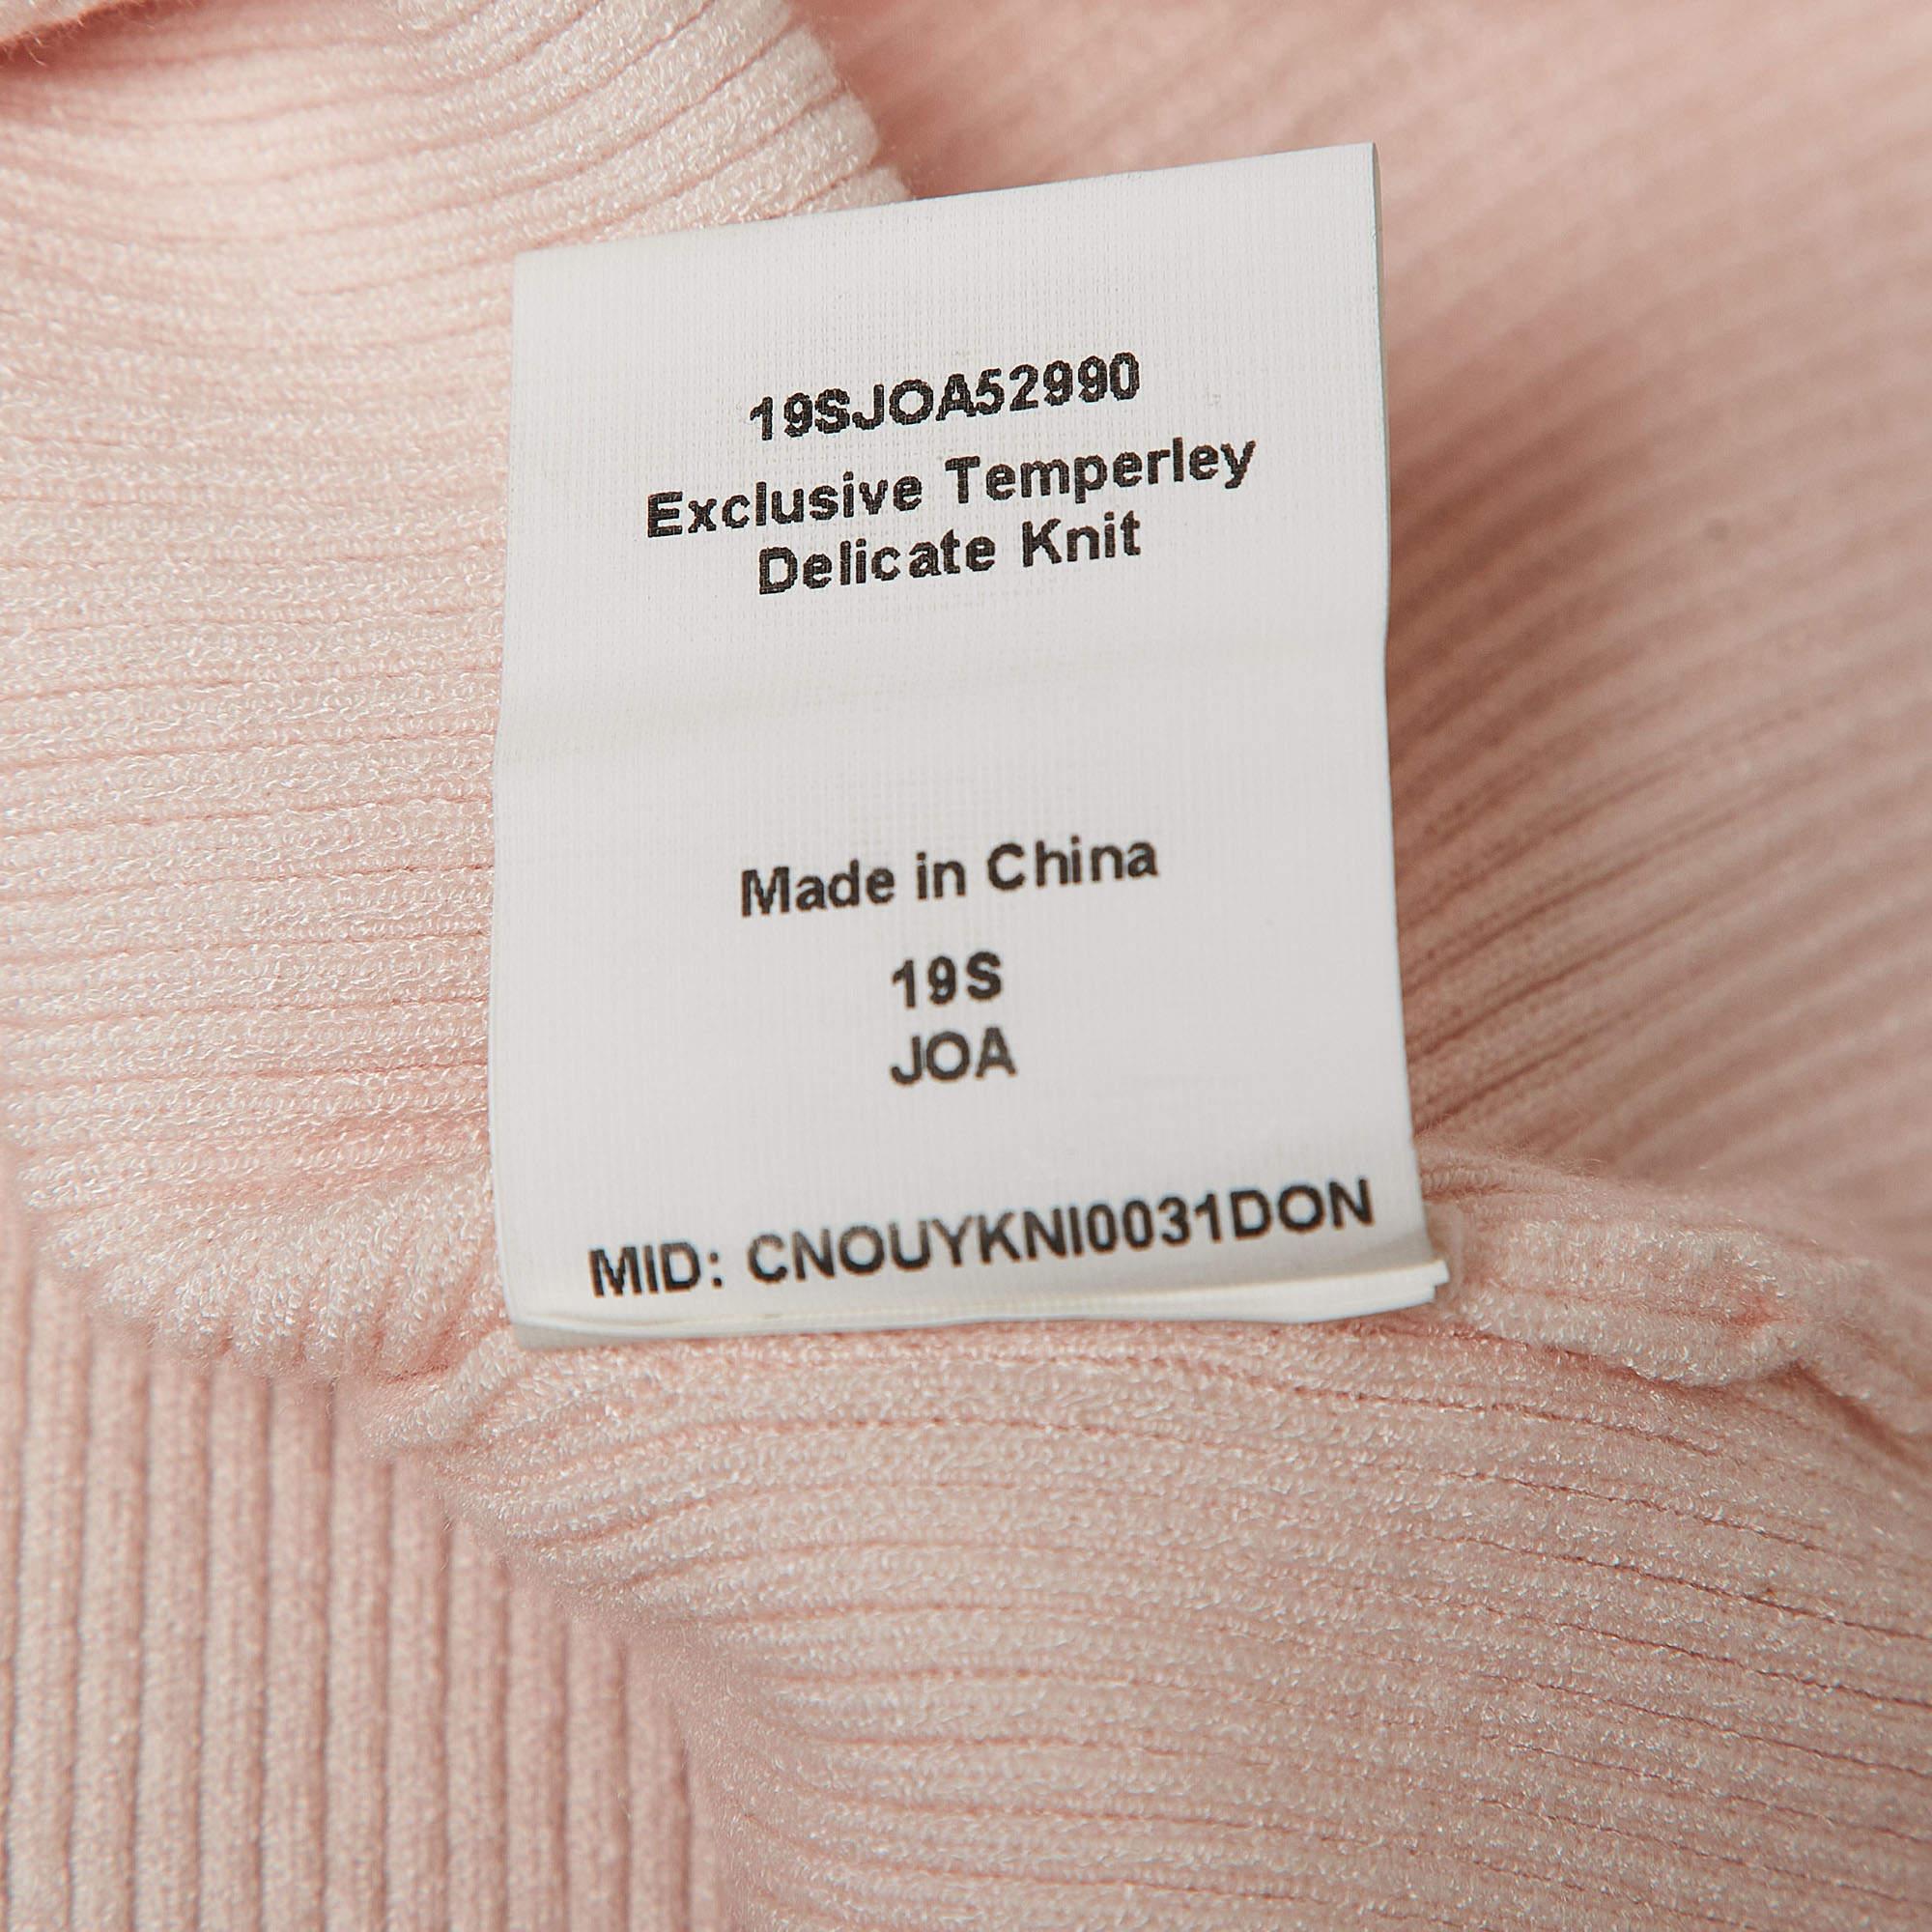 19SJOA52990
Exclusive Temperley
Delicate Knit
Made in China
19S
JOA
MID: CNOUYKNI0031DON